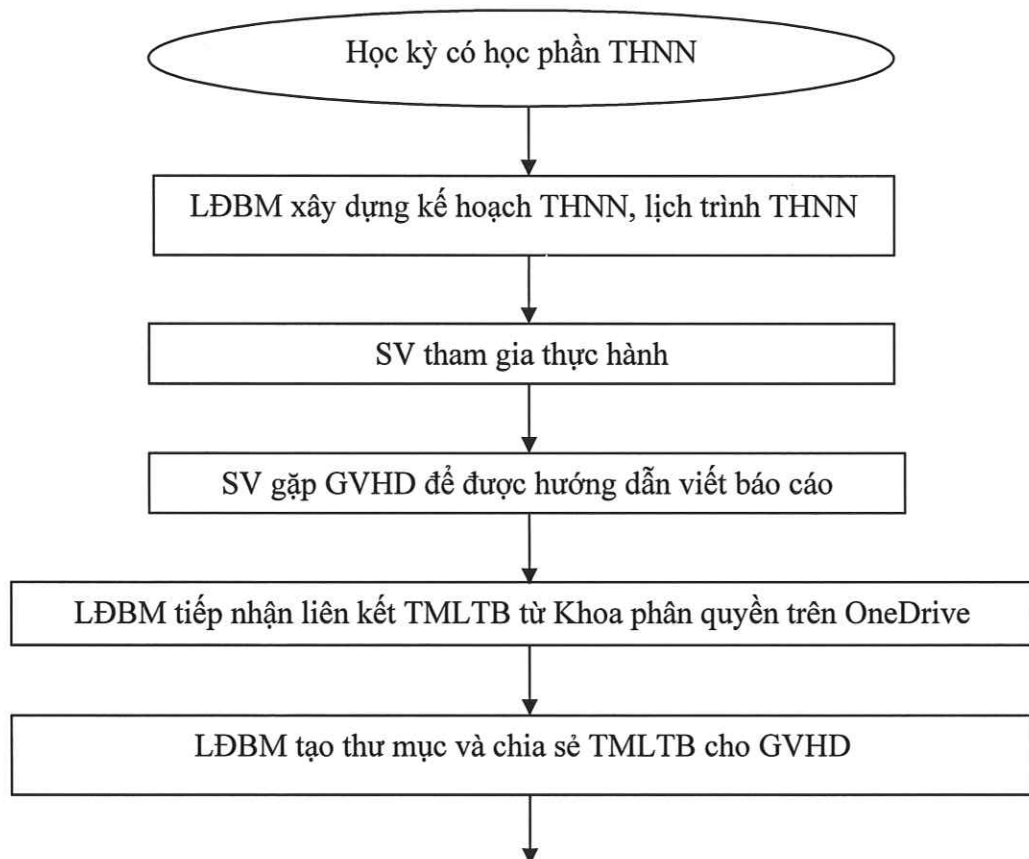 Học kỳ có học phần THNN
LĐBM xây dựng kế hoạch THNN, lịch trình THNN
SV tham gia thực hành
SV gặp GVHD để được hướng dẫn viết báo cáo
LĐBM tiếp nhận liên kết TMLTB từ Khoa phân quyền trên OneDrive
LĐBM tạo thư mục và chia sẻ TMLTB cho GVHD